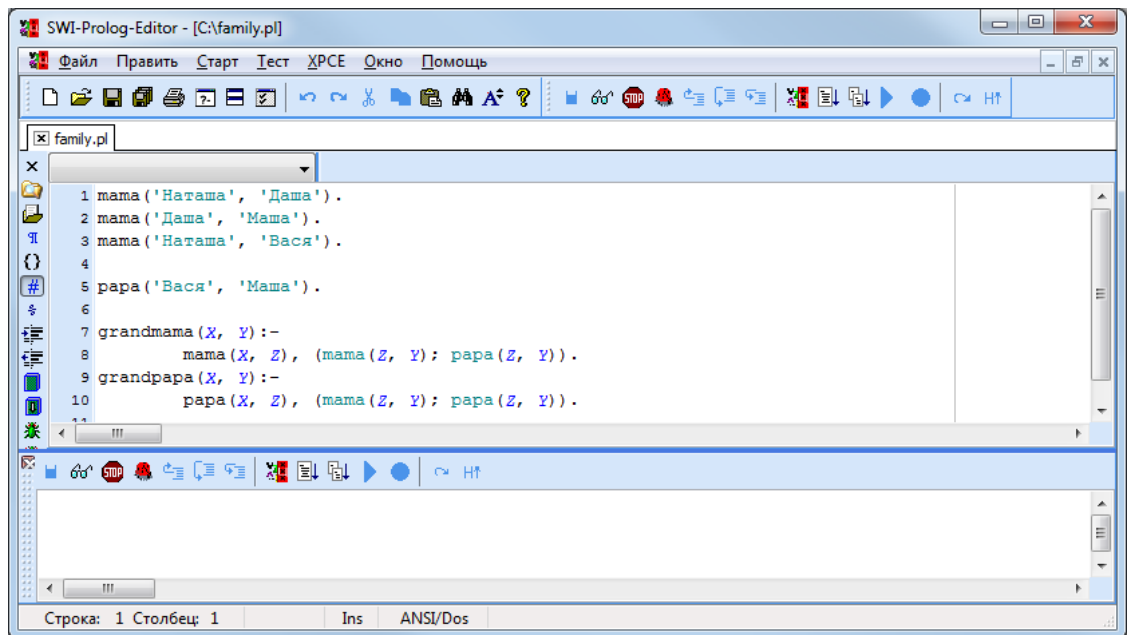 SWI-Prolog-Editor - [C:\family.pl]
Файл Править Старт Тест XPCE Окно Помощь
family.pl
1 mama('Наташа', 'Даша').
2 mama('Даша', 'Маша').
3 mama('Наташа', 'Вася').
4
5 papa('Вася', 'Маша').
6
7 grandmama(X, Y):-
8 mama(X, Z), (mama(Z, Y); papa(Z, Y)).
9 grandpapa(X, Y):-
10 papa(X, Z), (mama(Z, Y); papa(Z, Y)).
11
Строка: 1 Столбец: 1 Ins ANSI/Dos